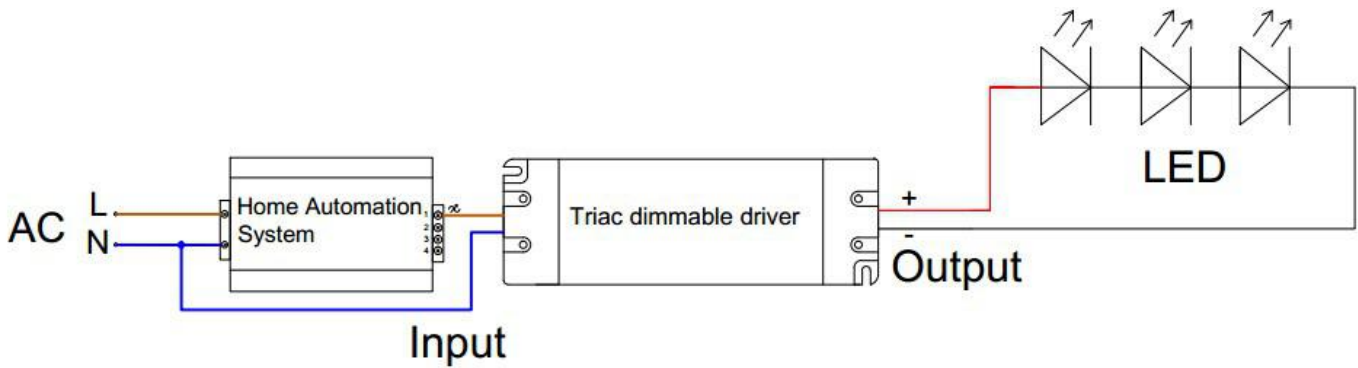 AC
L
N
Home Automation
System
1
2
3
4
Input
Triac dimmable driver
+
-
Output
LED